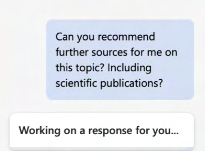 Can you recommend
further sources for me on
this topic? Including
scientific publications?
Working on a response for you...